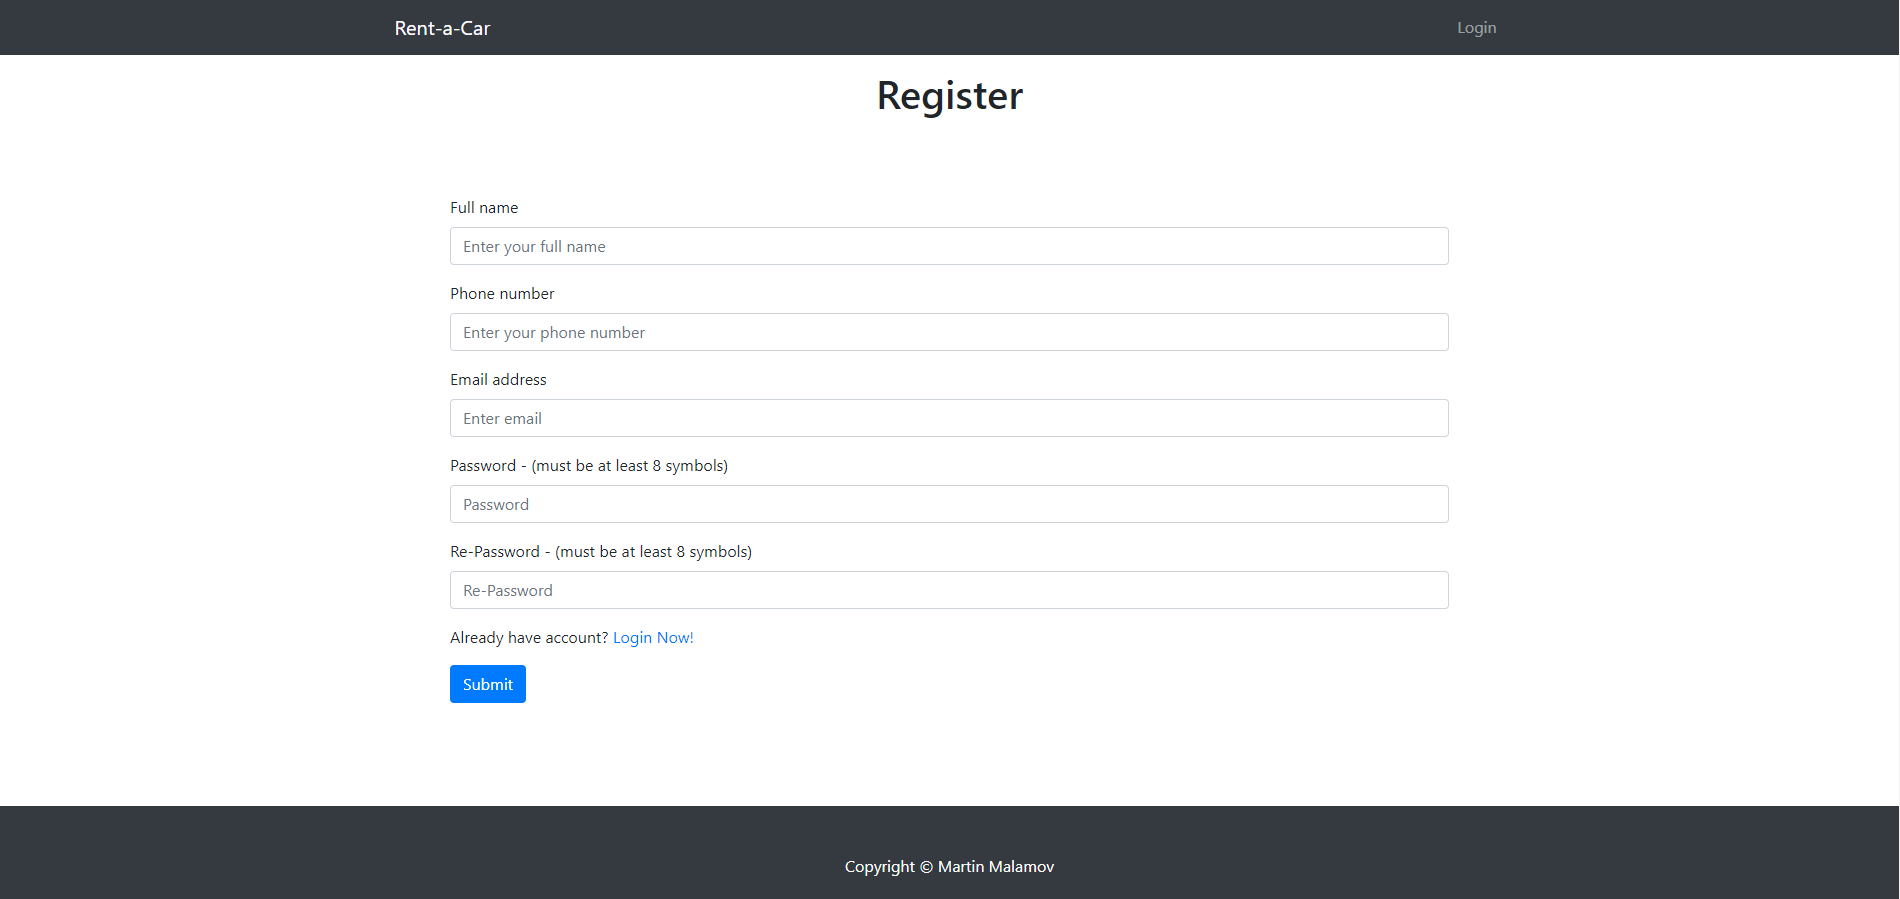 Rent-a-Car
Login
Register
Full name
Enter your full name
Phone number
Enter your phone number
Email address
Enter email
Password - (must be at least 8 symbols)
Password
Re-Password - (must be at least 8 symbols)
Re-Password
Already have account? Login Now!
Submit
Copyright © Martin Malamov